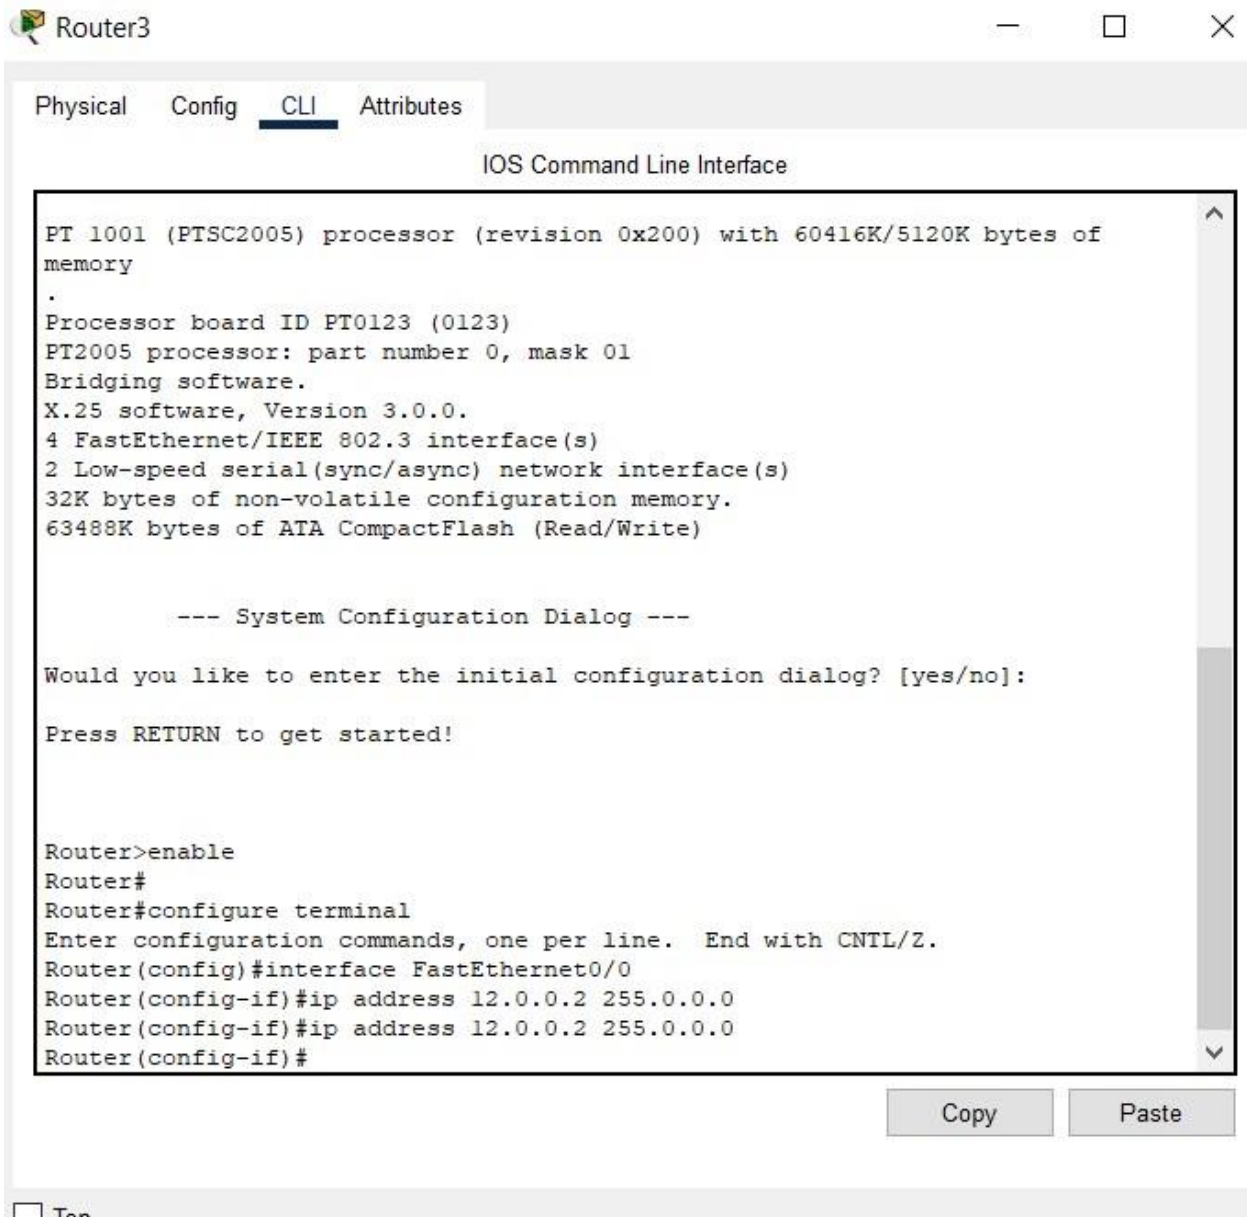 Router3
Physical Config CLI Attributes
IOS Command Line Interface
PT 1001 (PTSC2005) processor (revision 0x200) with 60416K/5120K bytes of
memory
.
Processor board ID PT0123 (0123)
PT2005 processor: part number 0, mask 01
Bridging software.
X.25 software, Version 3.0.0.
4 FastEthernet/IEEE 802.3 interface(s)
2 Low-speed serial(sync/async) network interface(s)
32K bytes of non-volatile configuration memory.
63488K bytes of ATA CompactFlash (Read/Write)
--- System Configuration Dialog ---
Would you like to enter the initial configuration dialog? [yes/no]:
Press RETURN to get started!
Router>enable
Router#
Router#configure terminal
Enter configuration commands, one per line.  End with CNTL/Z.
Router(config)#interface FastEthernet0/0
Router(config-if)#ip address 12.0.0.2 255.0.0.0
Router(config-if)#ip address 12.0.0.2 255.0.0.0
Router(config-if)#
Copy Paste
Top